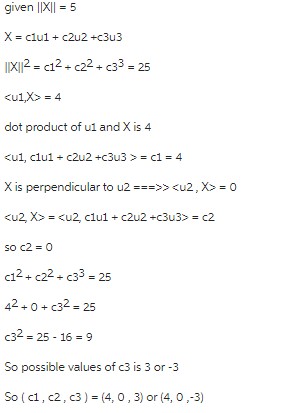 given ||X|| = 5
X = c1u1 + c2u2 +c3u3
||X||² = c1² + c2² + c3³ = 25
<u1,X> = 4
dot product of u1 and X is 4
<u1, c1u1 + c2u2 +c3u3 > = c1 = 4
X is perpendicular to u2 ===>> <u2 , X> = 0
<u2, X> = <u2, c1u1 + c2u2 +c3u3> = c2
so c2 = 0
c1² + c2² + c3³ = 25
4² + 0 + c3² = 25
c3² = 25 - 16 = 9
So possible values of c3 is 3 or -3
So ( c1 , c2 , c3 ) = (4, 0 , 3) or (4, 0 ,-3)